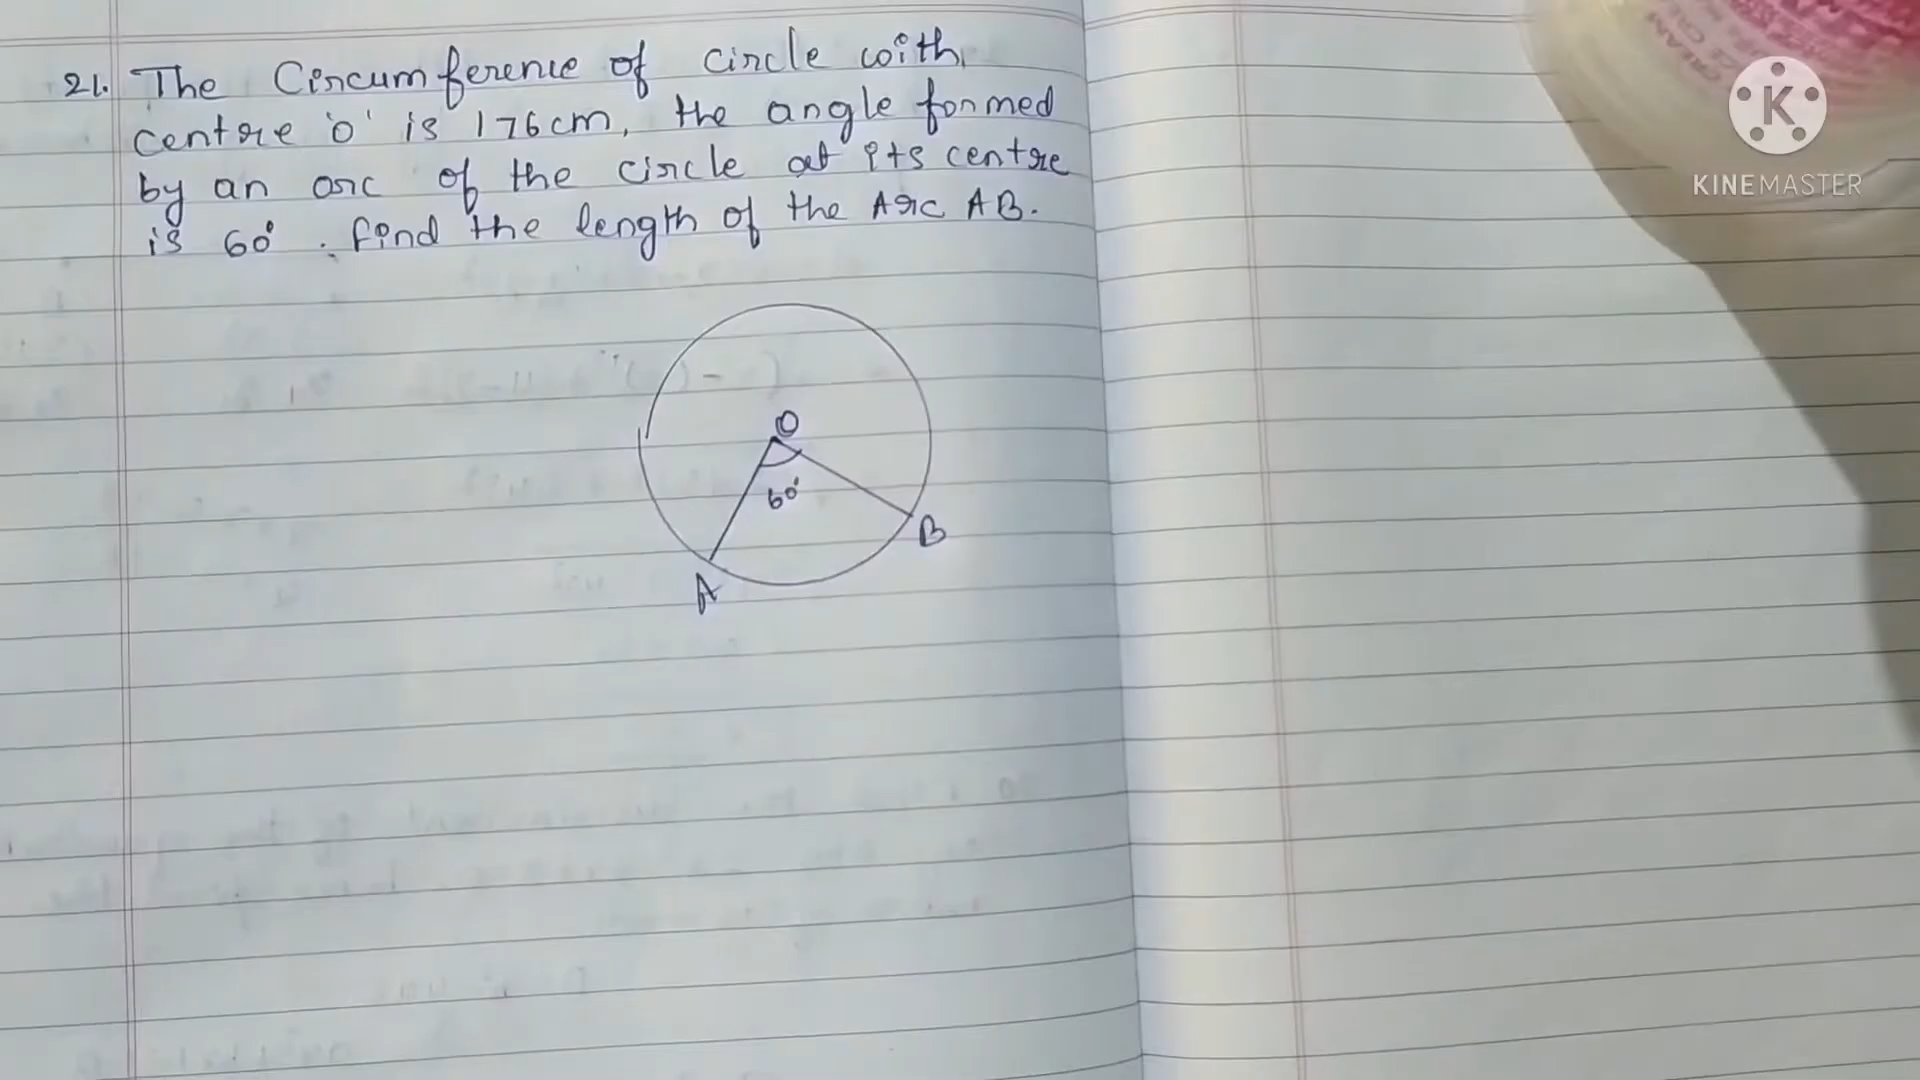 21. The Circumference of circle with
centre 'O' is 176cm, the angle formed
by an arc of the circle at its centre
is 60°. find the length of the Arc AB.
O
60°
B
A
K
KINEMASTER